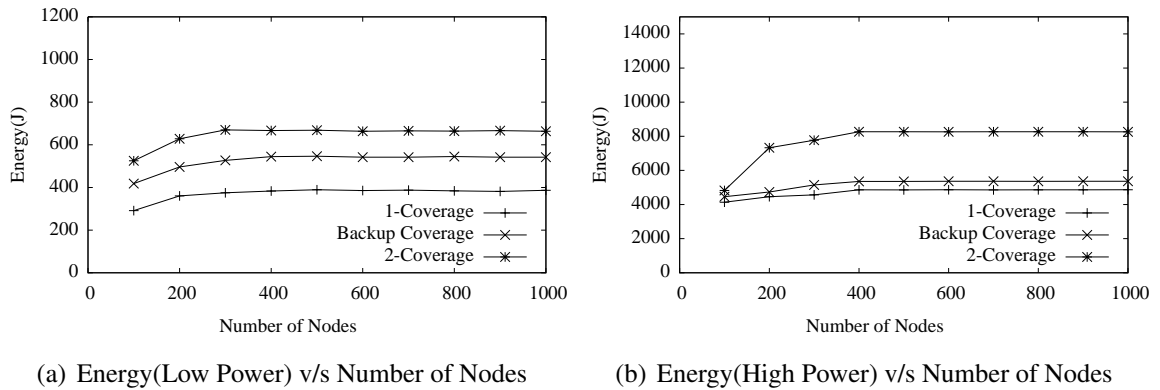 1200
1000
800
600
400
200
0
Energy(J)
1-Coverage
Backup Coverage
2-Coverage
0 200 400 600 800 1000
Number of Nodes
(a) Energy(Low Power) v/s Number of Nodes
14000
12000
10000
8000
6000
4000
2000
0
Energy(J)
1-Coverage
Backup Coverage
2-Coverage
0 200 400 600 800 1000
Number of Nodes
(b) Energy(High Power) v/s Number of Nodes